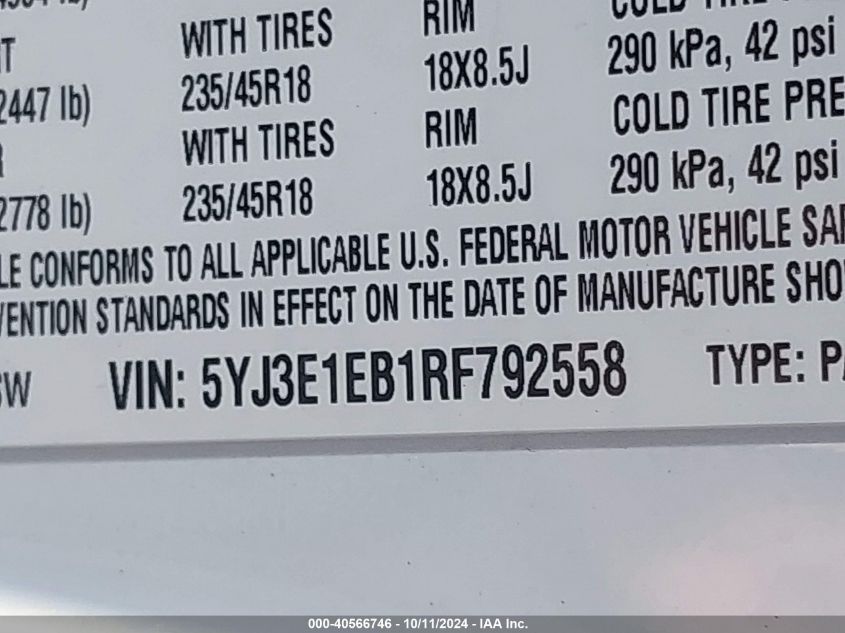 RIM
WITH TIRES
18X8.5J
290 kPa, 42 psi
2447 lb)
235/45R18
RIM
COLD TIRE PRE
WITH TIRES
18X8.5J
290 kPa, 42 psi
2778 lb)
235/45R18
LE CONFORMS TO ALL APPLICABLE U.S. FEDERAL MOTOR VEHICLE SAF
VENTION STANDARDS IN EFFECT ON THE DATE OF MANUFACTURE SHO
SW VIN: 5YJ3E1EB1RF792558 TYPE: PA
000-40566746 - 10/11/2024 - IAA Inc.